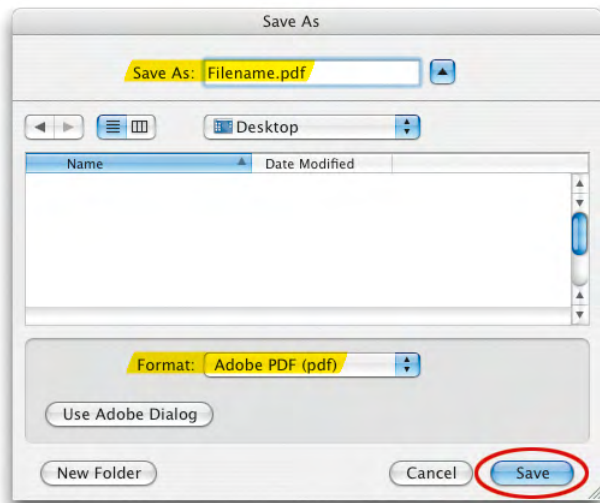 Save As
Save As: Filename.pdf
Desktop
Name Date Modified
Format: Adobe PDF (pdf)
Use Adobe Dialog
New Folder Cancel Save